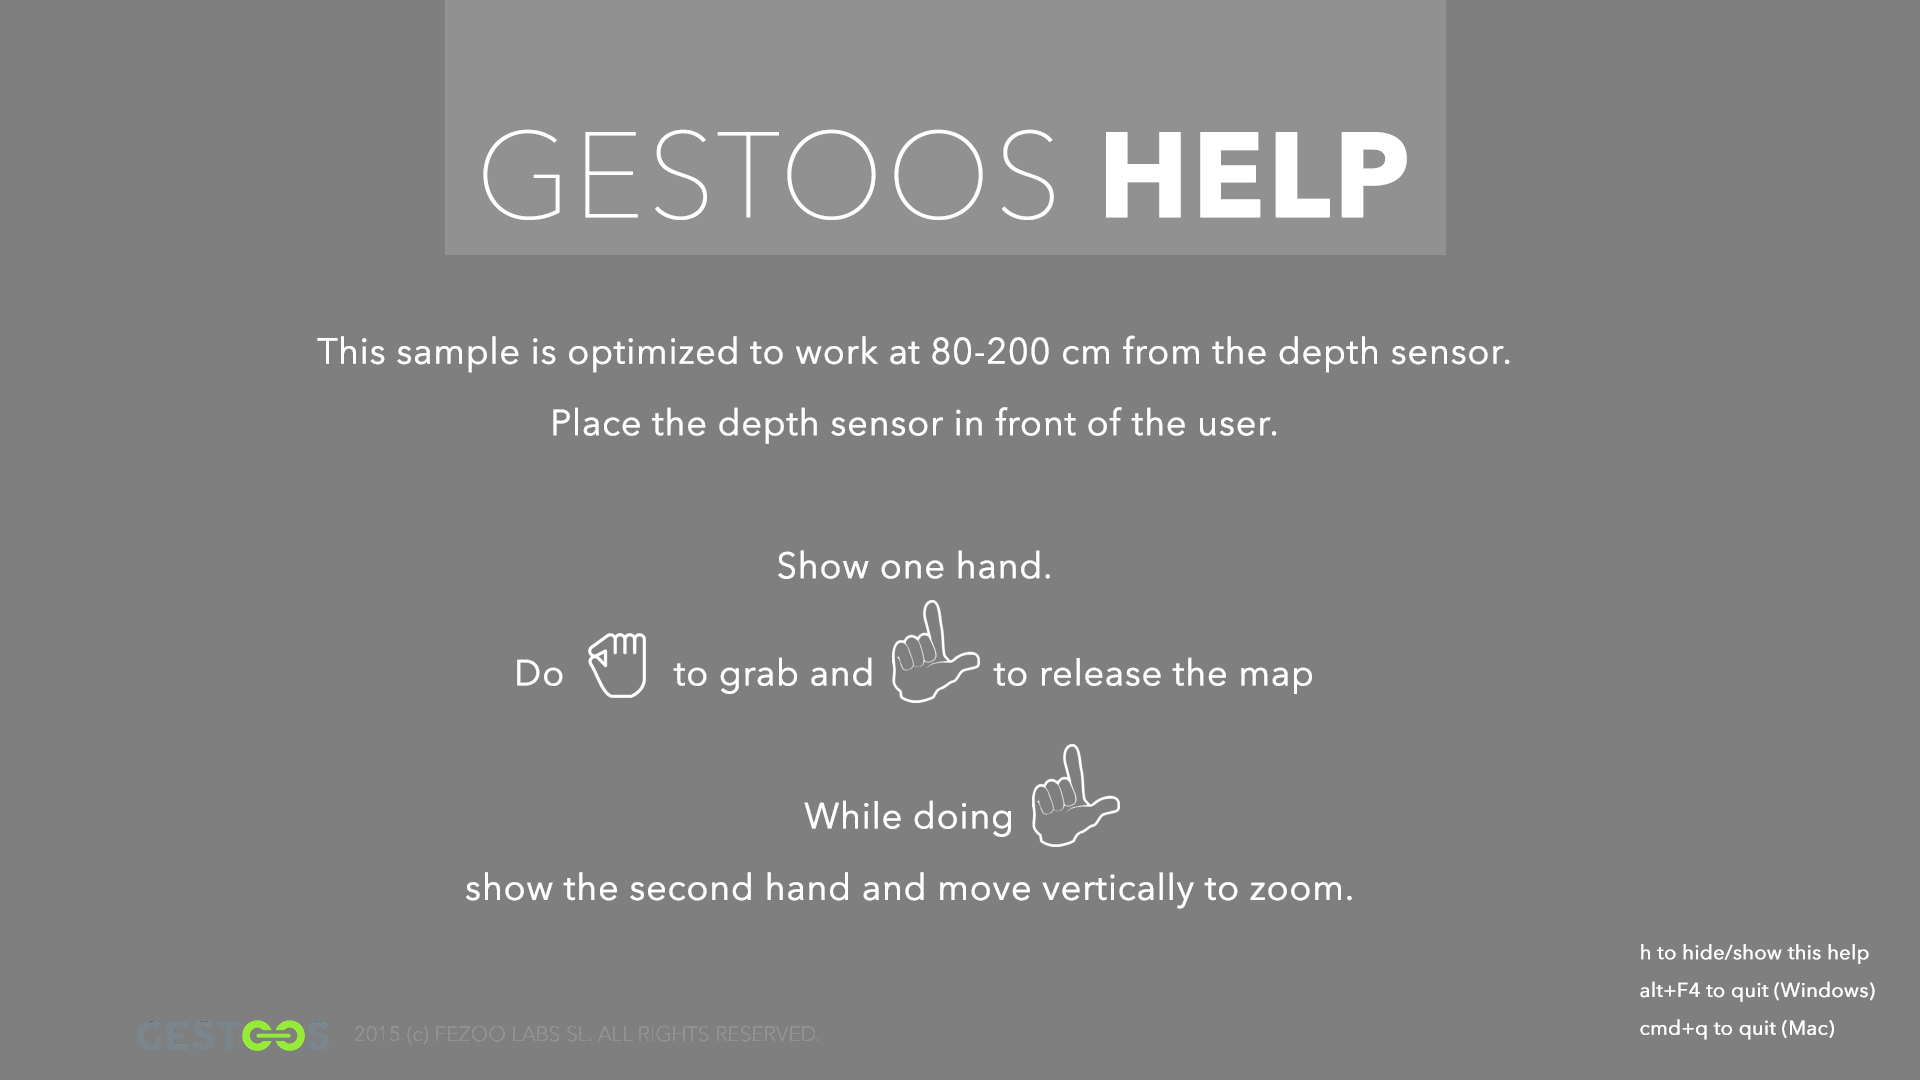 GESTOOS HELP
This sample is optimized to work at 80-200 cm from the depth sensor.
Place the depth sensor in front of the user.
Show one hand.
Do to grab and to release the map
While doing
show the second hand and move vertically to zoom.
h to hide/show this help
alt+F4 to quit (Windows)
cmd+q to quit (Mac)
GESTOOS 2015 (c) FEZOO LABS SL. ALL RIGHTS RESERVED.